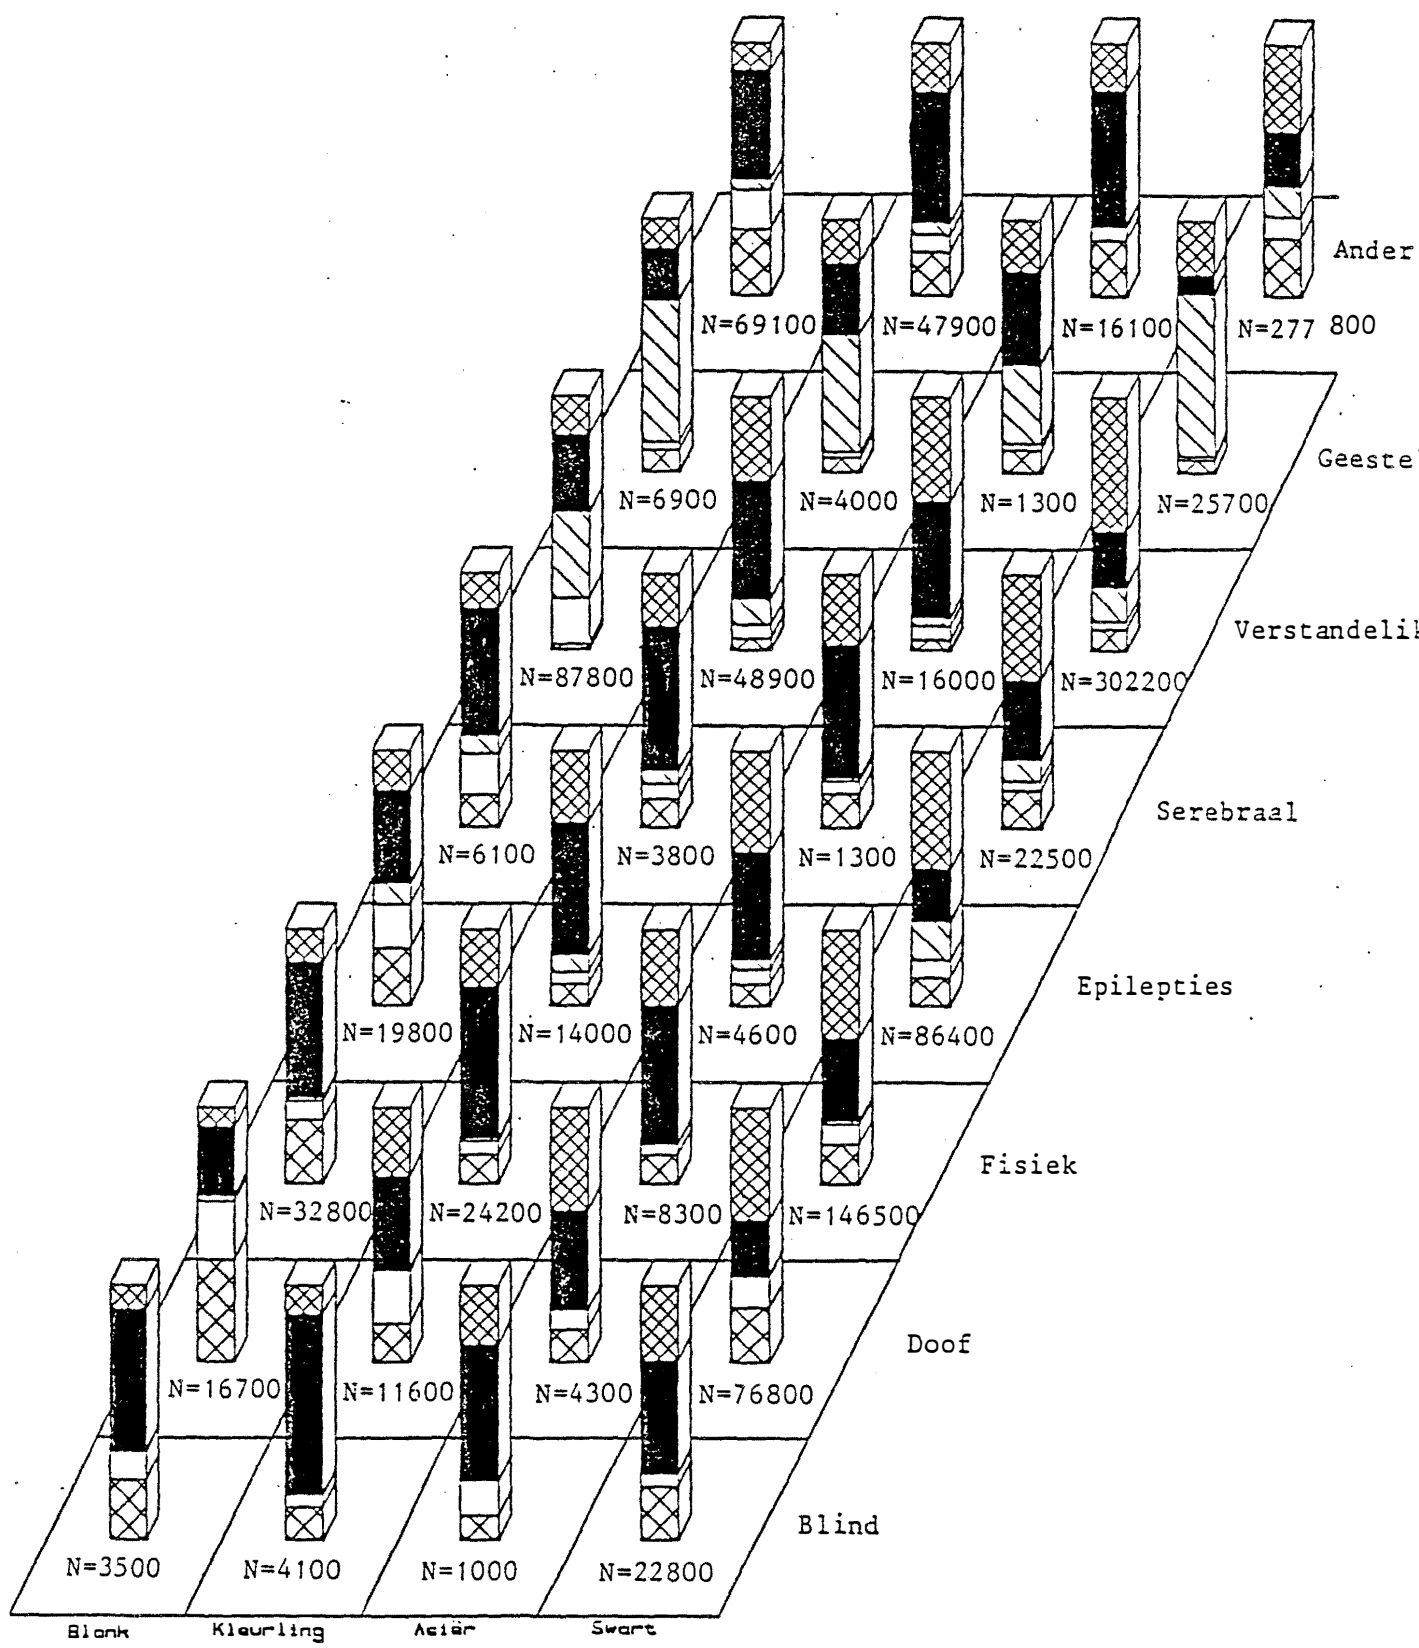 Ander
N=69100 N=47900 N=16100 N=277 800
Geestel
N=6900 N=4000 N=1300 N=25700
Verstandelik
N=87800 N=48900 N=16000 N=302200
Serebraal
N=6100 N=3800 N=1300 N=22500
Epilepties
N=19800 N=14000 N=4600 N=86400
Fisiek
N=32800 N=24200 N=8300 N=146500
Doof
N=16700 N=11600 N=4300 N=76800
Blind
N=3500 N=4100 N=1000 N=22800
Blank Kleurling Asiër Swart